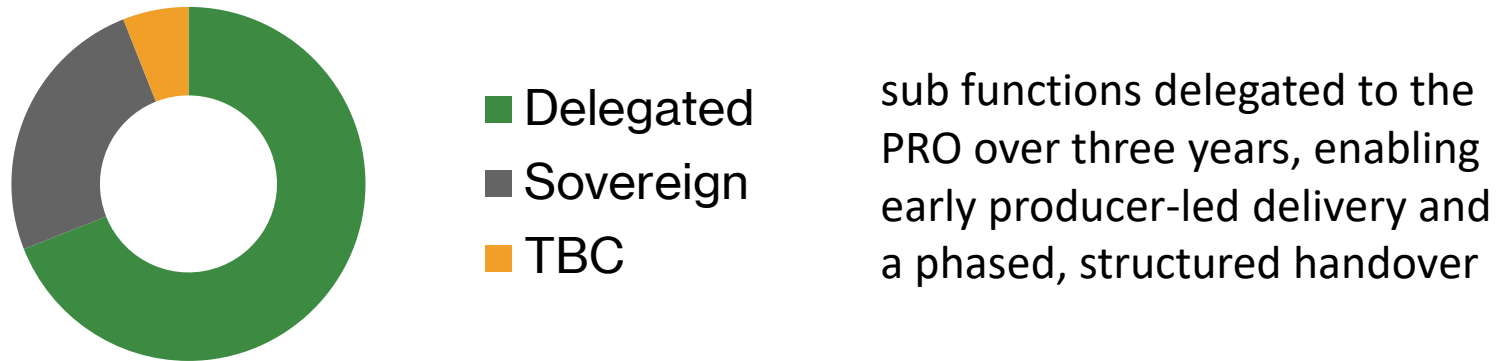 Delegated
Sovereign
TBC
sub functions delegated to the
PRO over three years, enabling
early producer-led delivery and
a phased, structured handover